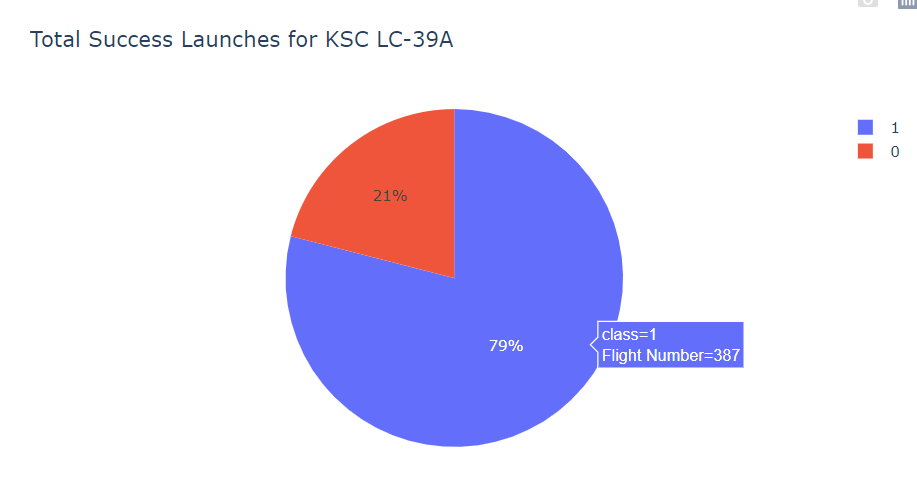 Total Success Launches for KSC LC-39A
1
0
21%
79%
class=1
Flight Number=387